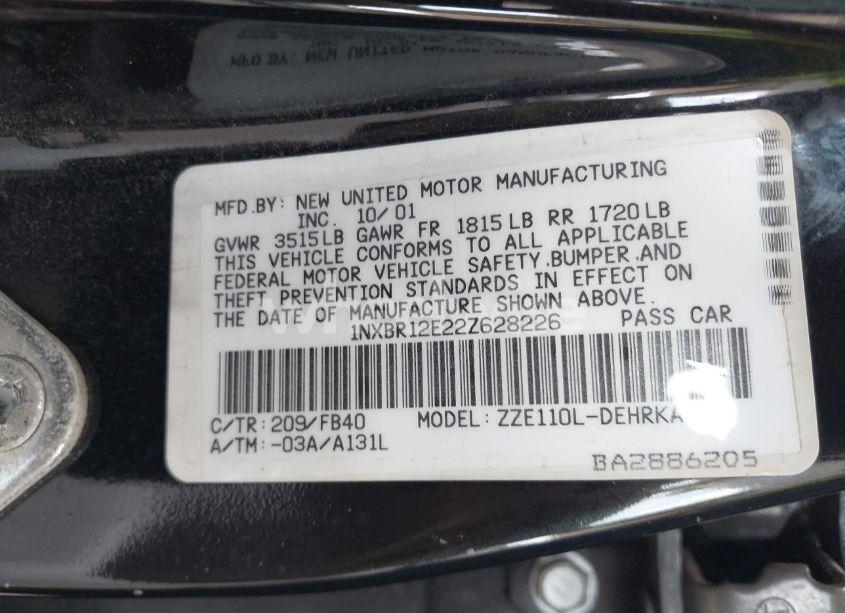 MFD.BY: NEW UNITED MOTOR MANUFACTURING
INC. 10/01
GVWR 3515LB GAWR FR 1815LB RR 1720LB
THIS VEHICLE CONFORMS TO ALL APPLICABLE
FEDERAL MOTOR VEHICLE SAFETY,BUMPER,AND
THEFT PREVENTION STANDARDS IN EFFECT ON
THE DATE OF MANUFACTURE SHOWN ABOVE.
1NXBR12E22Z628226 PASS CAR
C/TR: 209/FB40 MODEL: ZZE110L-DEHRKA
A/TM: -03A/A131L
BA2886205